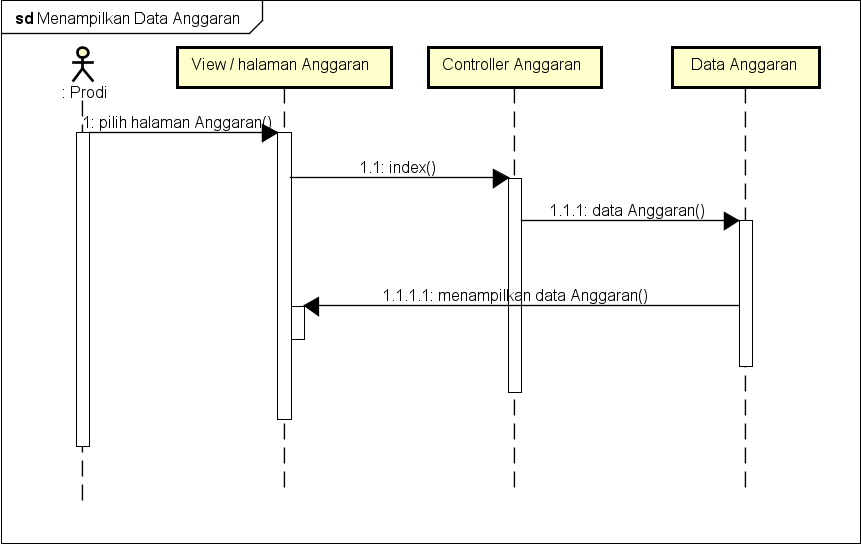 sd Menampilkan Data Anggaran
: Prodi
View / halaman Anggaran
Controller Anggaran
Data Anggaran
1: pilih halaman Anggaran()
1.1: index()
1.1.1: data Anggaran()
1.1.1.1: menampilkan data Anggaran()